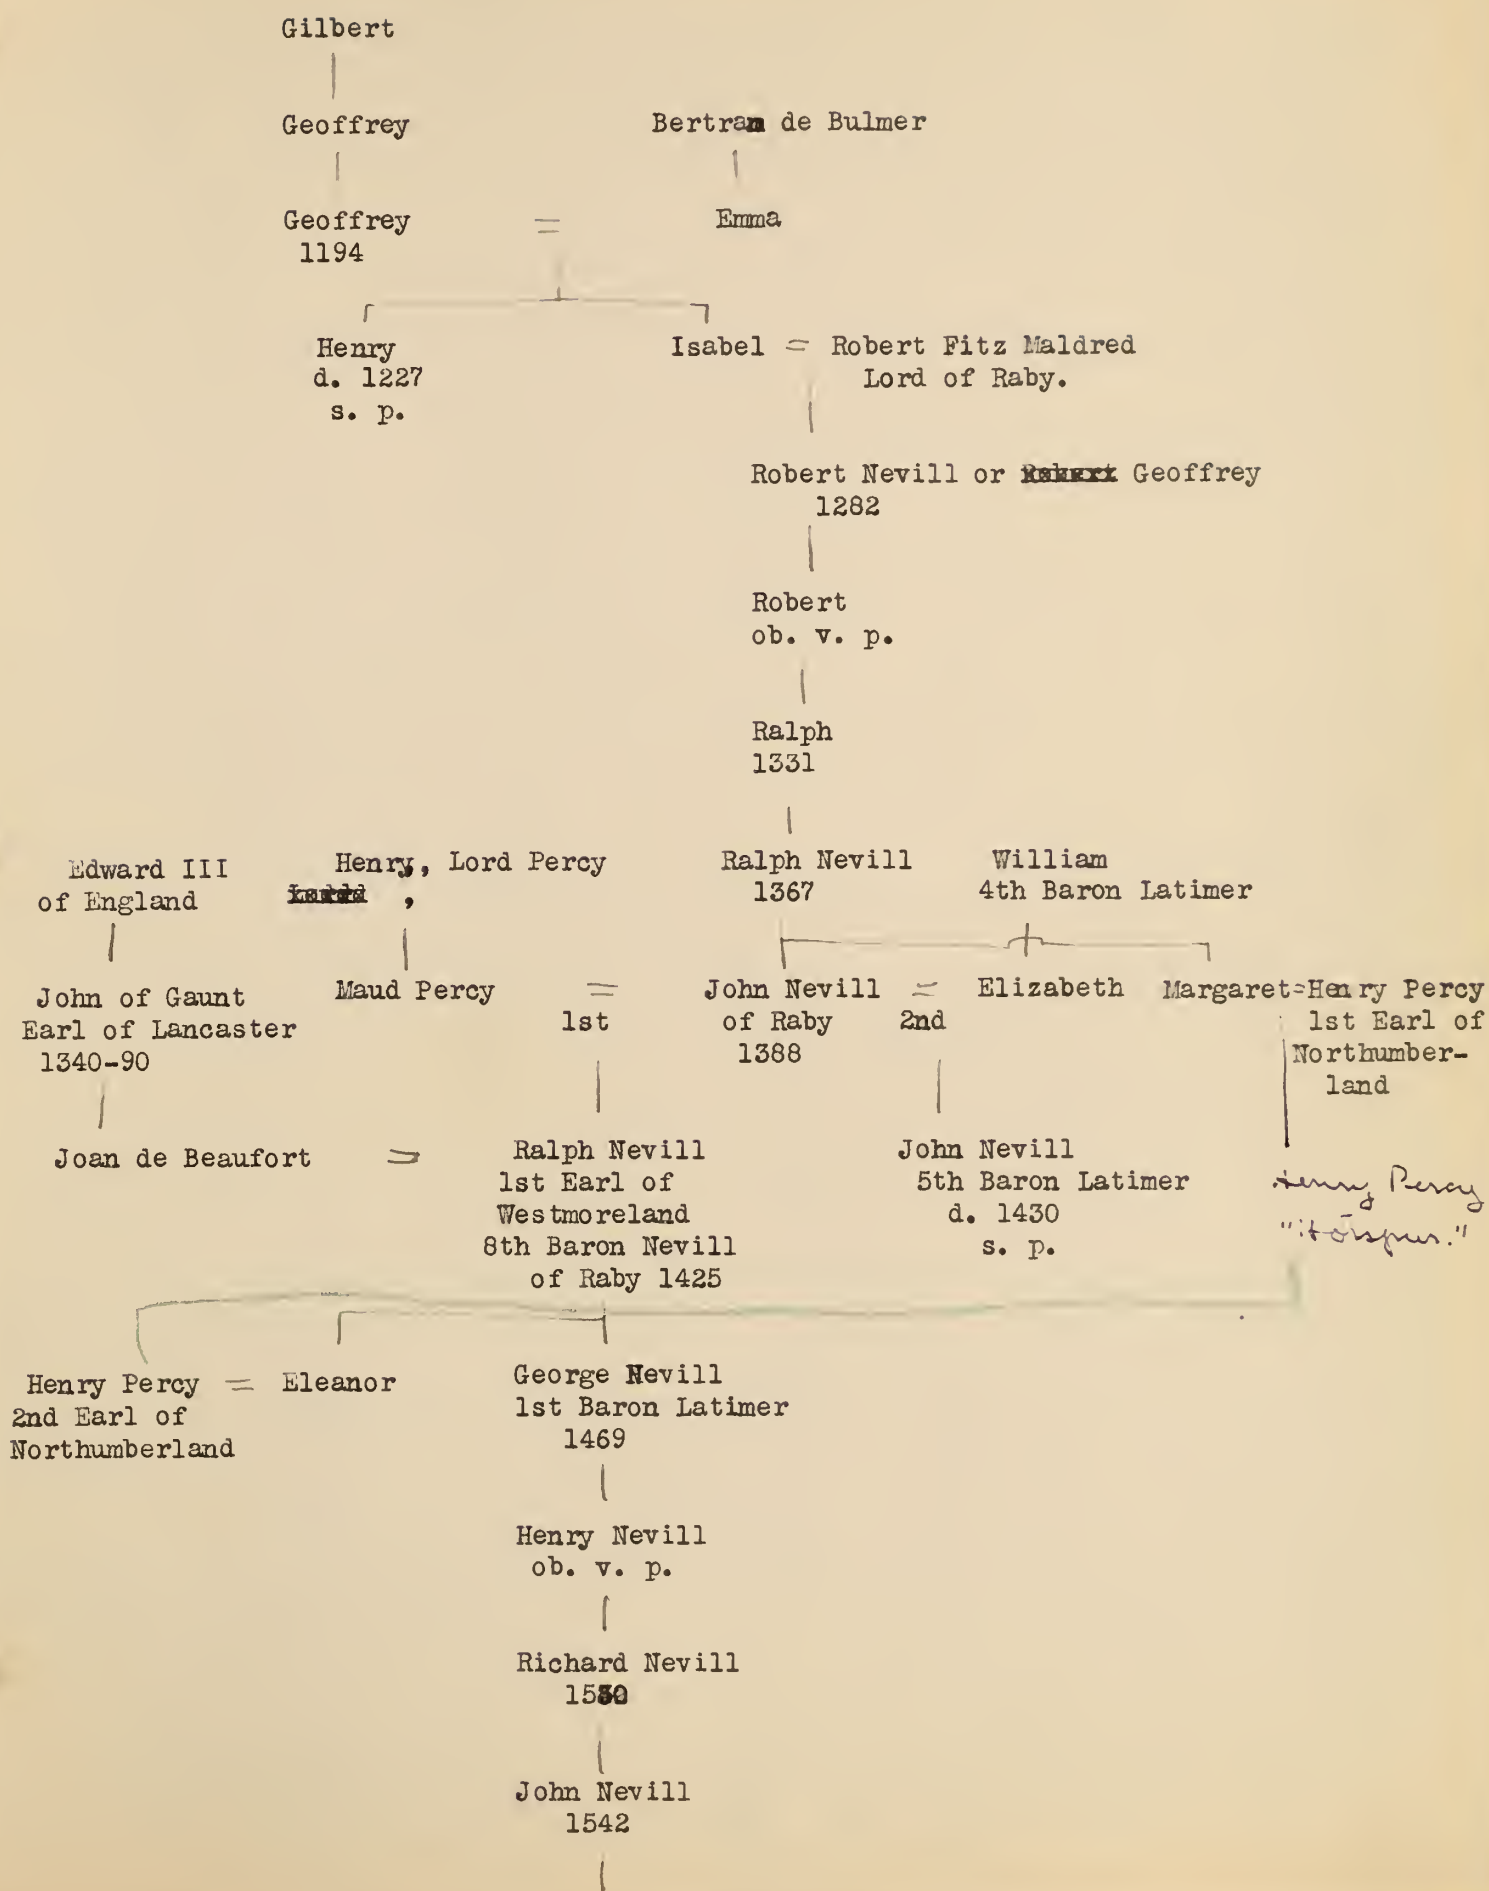 Gilbert
Geoffrey Bertram de Bulmer
Geoffrey = Emma
1194
Henry Isabel = Robert Fitz Maldred
d. 1227 Lord of Raby.
s. p.
Robert Nevill or Geoffrey
1282
Robert
ob. v. p.
Ralph
1331
Edward III Henry, Lord Percy Ralph Nevill William
of England , 1367 4th Baron Latimer
John of Gaunt Maud Percy = John Nevill = Elizabeth Margaret=Henry Percy
Earl of Lancaster 1st of Raby 2nd 1st Earl of
1340-90 1388 Northumber-
land
Joan de Beaufort = Ralph Nevill John Nevill
1st Earl of 5th Baron Latimer Henry Percy
Westmoreland d. 1430 "Hotspur."
8th Baron Nevill s. p.
of Raby 1425
Henry Percy = Eleanor George Nevill
2nd Earl of 1st Baron Latimer
Northumberland 1469
Henry Nevill
ob. v. p.
Richard Nevill
1530
John Nevill
1542